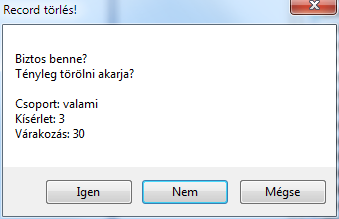 Record törlés!
Biztos benne?
Tényleg törölni akarja?
Csoport: valami
Kísérlet: 3
Várakozás: 30
Igen
Nem
Mégse